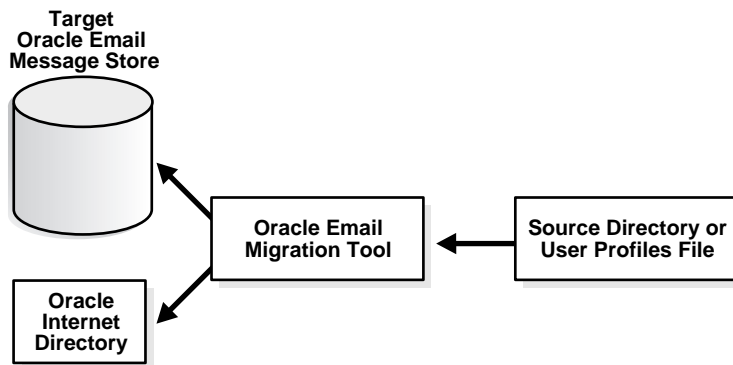 Target
Oracle Email
Message Store
Oracle Email
Migration Tool
Source Directory or
User Profiles File
Oracle
Internet
Directory